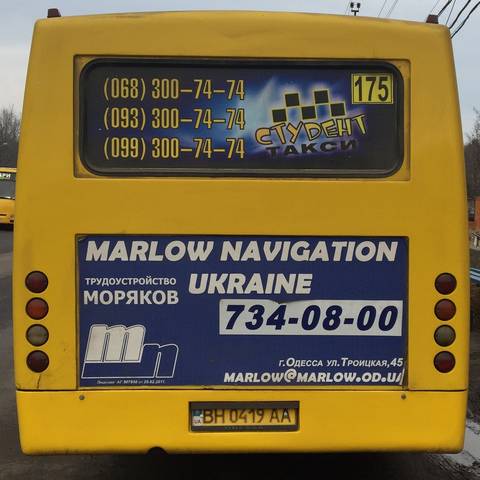 (068) 300-74-74
(093) 300-74-74
(099) 300-74-74
СТУДЕНТ
ТАКСИ
175
MARLOW NAVIGATION
UKRAINE
ТРУДОУСТРОЙСТВО
МОРЯКОВ
734-08-00
mn
г.Одесса ул.Троицкая,45
MARLOW@MARLOW.OD.UA
BH 0419 AA
UA